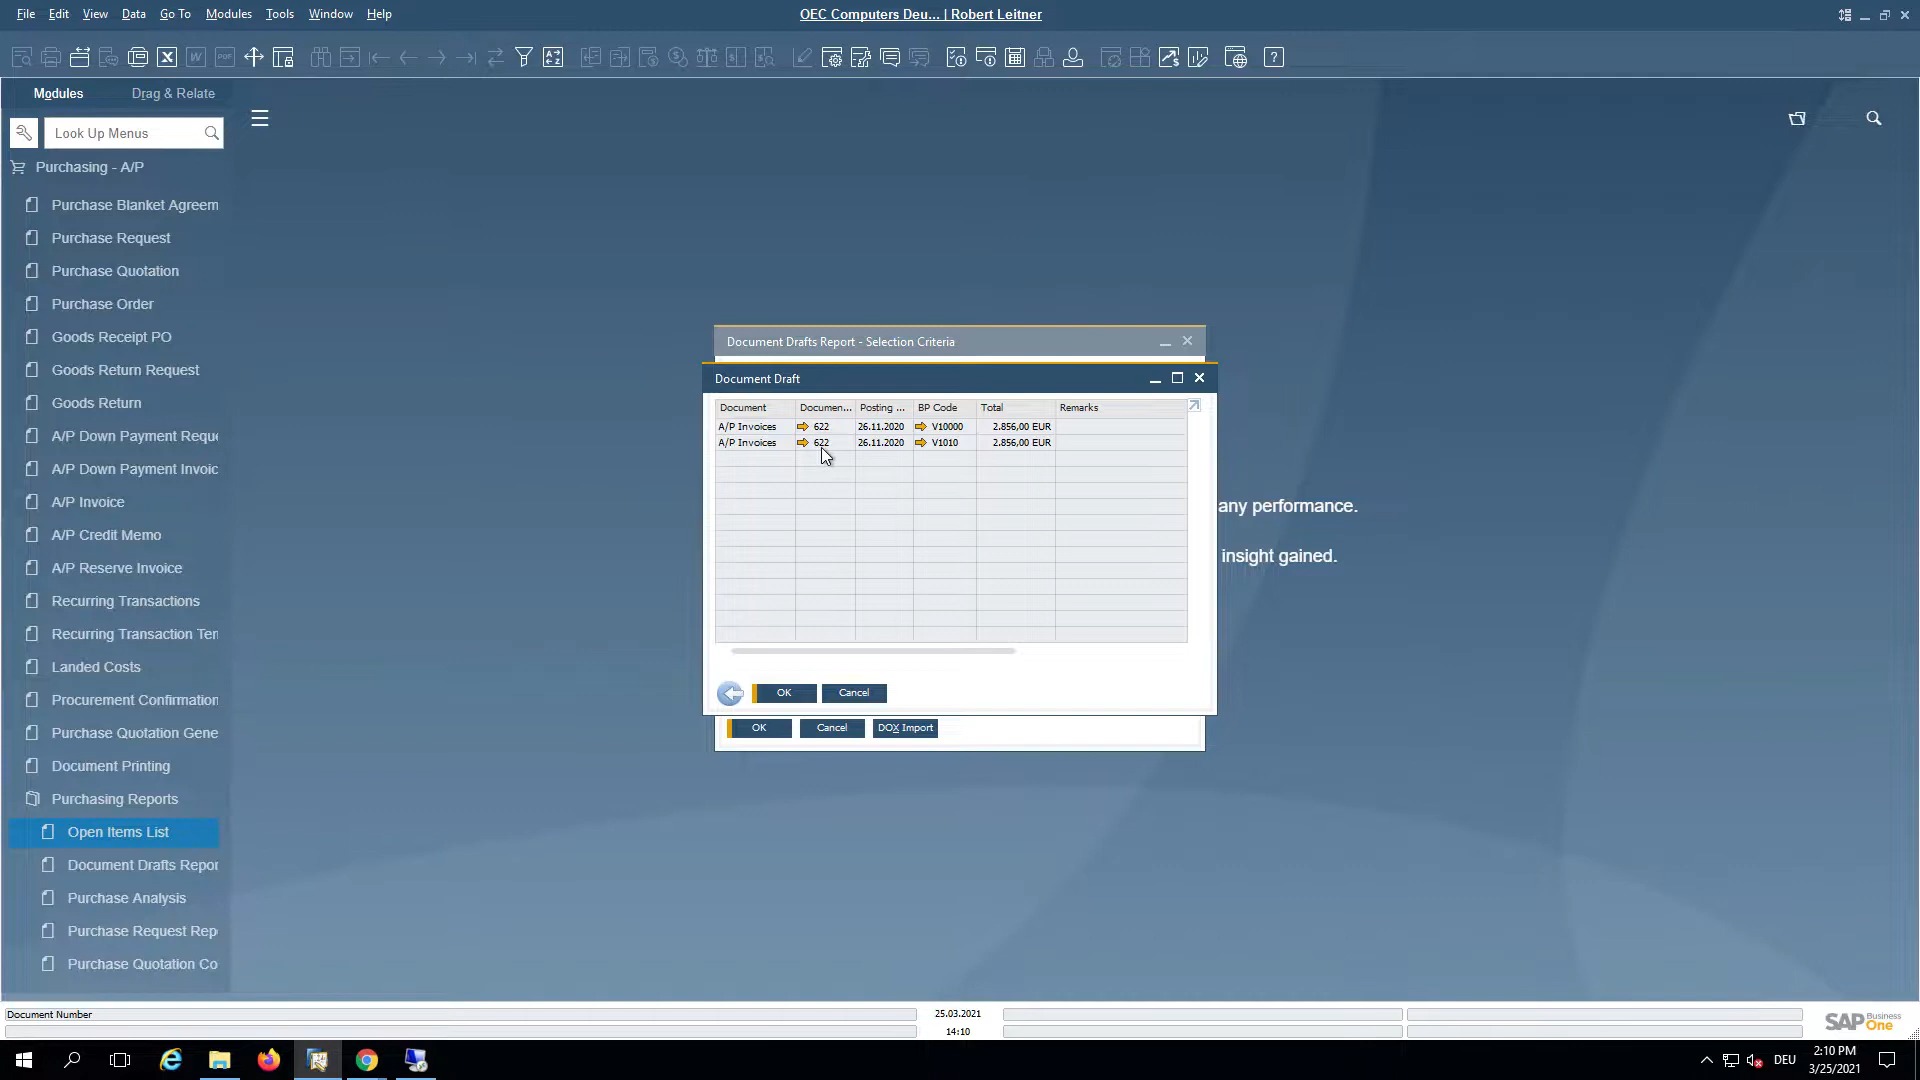 File Edit View Data Go To Modules Tools Window Help
OEC Computers Deu... | Robert Leitner
Modules Drag & Relate
Look Up Menus
Purchasing - A/P
Purchase Blanket Agreem
Purchase Request
Purchase Quotation
Purchase Order
Goods Receipt PO
Goods Return Request
Goods Return
A/P Down Payment Reque
A/P Down Payment Invoic
A/P Invoice
A/P Credit Memo
A/P Reserve Invoice
Recurring Transactions
Recurring Transaction Ten
Landed Costs
Procurement Confirmation
Purchase Quotation Gene
Document Printing
Purchasing Reports
Open Items List
Document Drafts Repor
Purchase Analysis
Purchase Request Rep
Purchase Quotation Co
any performance.
insight gained.
Document Drafts Report - Selection Criteria
Document Draft
Document Documen... Posting ... BP Code Total Remarks
A/P Invoices 622 26.11.2020 V10000 2.856,00 EUR
A/P Invoices 622 26.11.2020 V1010 2.856,00 EUR
OK Cancel
OK Cancel DOX Import
Document Number
25.03.2021
14:10
SAP Business One
DEU
2:10 PM
3/25/2021